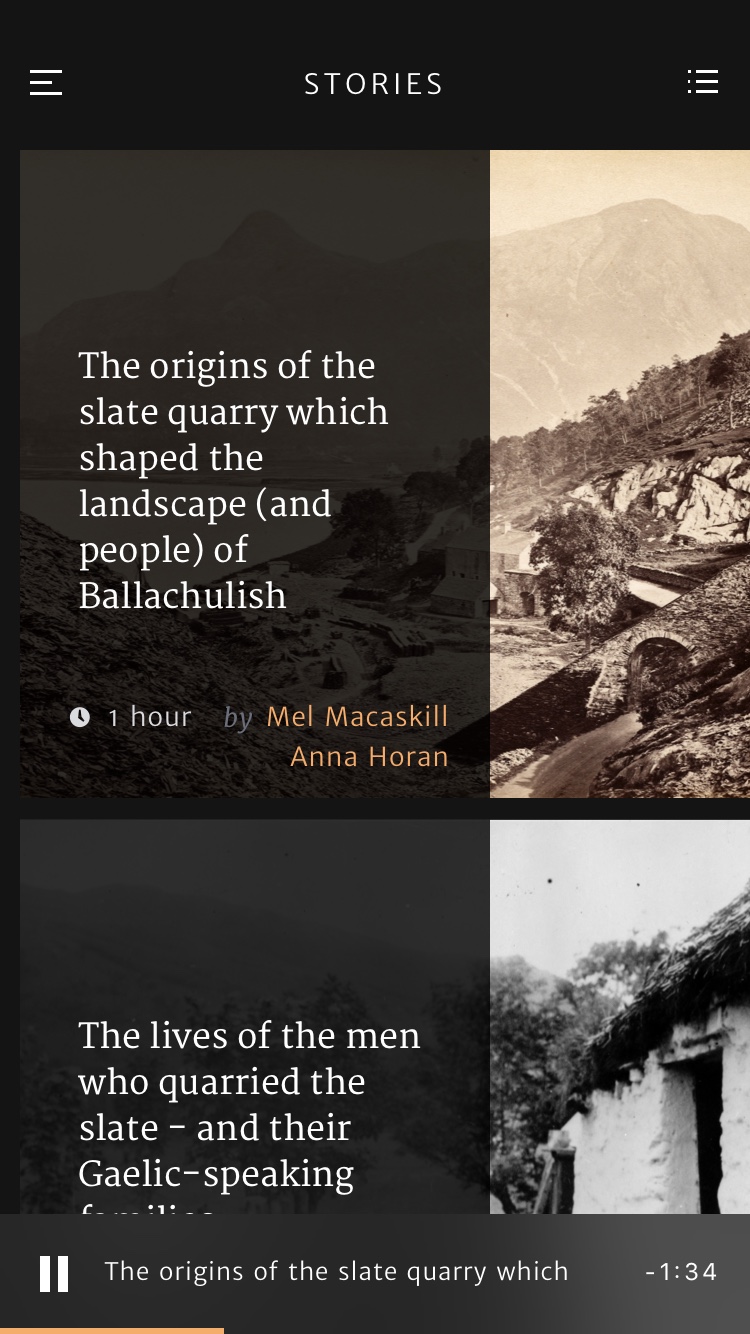 STORIES
The origins of the
slate quarry which
shaped the
landscape (and
people) of
Ballachulish
1 hour by Mel Macaskill
Anna Horan
The lives of the men
who quarried the
slate - and their
Gaelic-speaking
families
The origins of the slate quarry which -1:34